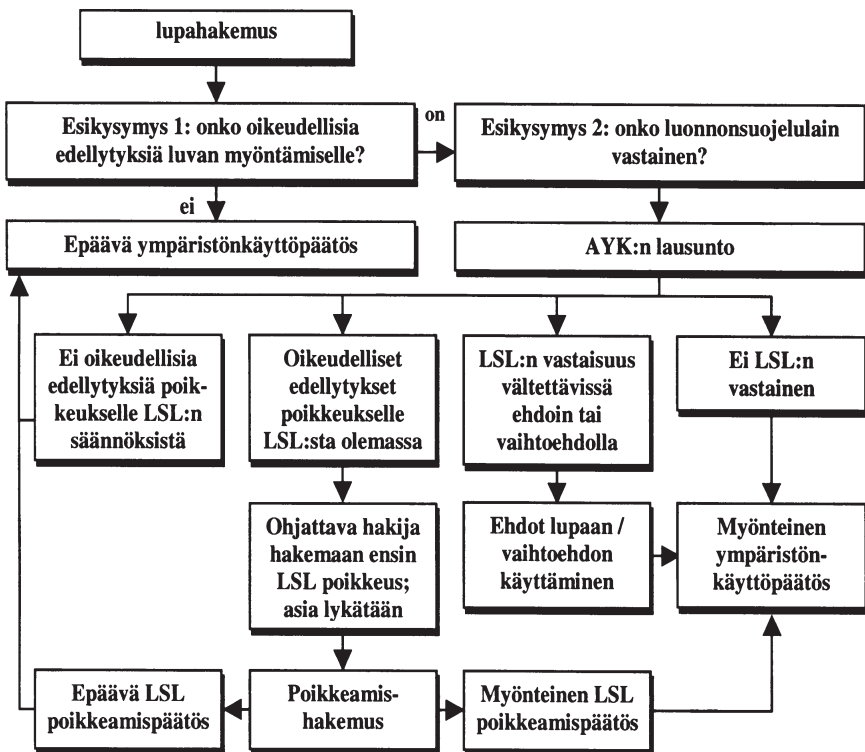 lupahakemus
Esikysymys 1: onko oikeudellisia
edellytyksiä luvan myöntämiselle?
on
Esikysymys 2: onko luonnonsuojelulain
vastainen?
ei
Epäävä ympäristönkäyttöpäätös
AYK:n lausunto
Ei oikeudellisia
edellytyksiä poik-
keukselle LSL:n
säännöksistä
Oikeudelliset
edellytykset
poikkeukselle
LSL:sta olemassa
LSL:n vastaisuus
vältettävissä
ehdoin tai
vaihtoehdolla
Ei LSL:n
vastainen
Ohjattava hakija
hakemaan ensin
LSL poikkeus;
asia lykätään
Ehdot lupaan /
vaihtoehdon
käyttäminen
Myönteinen
ympäristön-
käyttöpäätös
Epäävä LSL
poikkeamispäätös
Poikkeamis-
hakemus
Myönteinen LSL
poikkeamispäätös